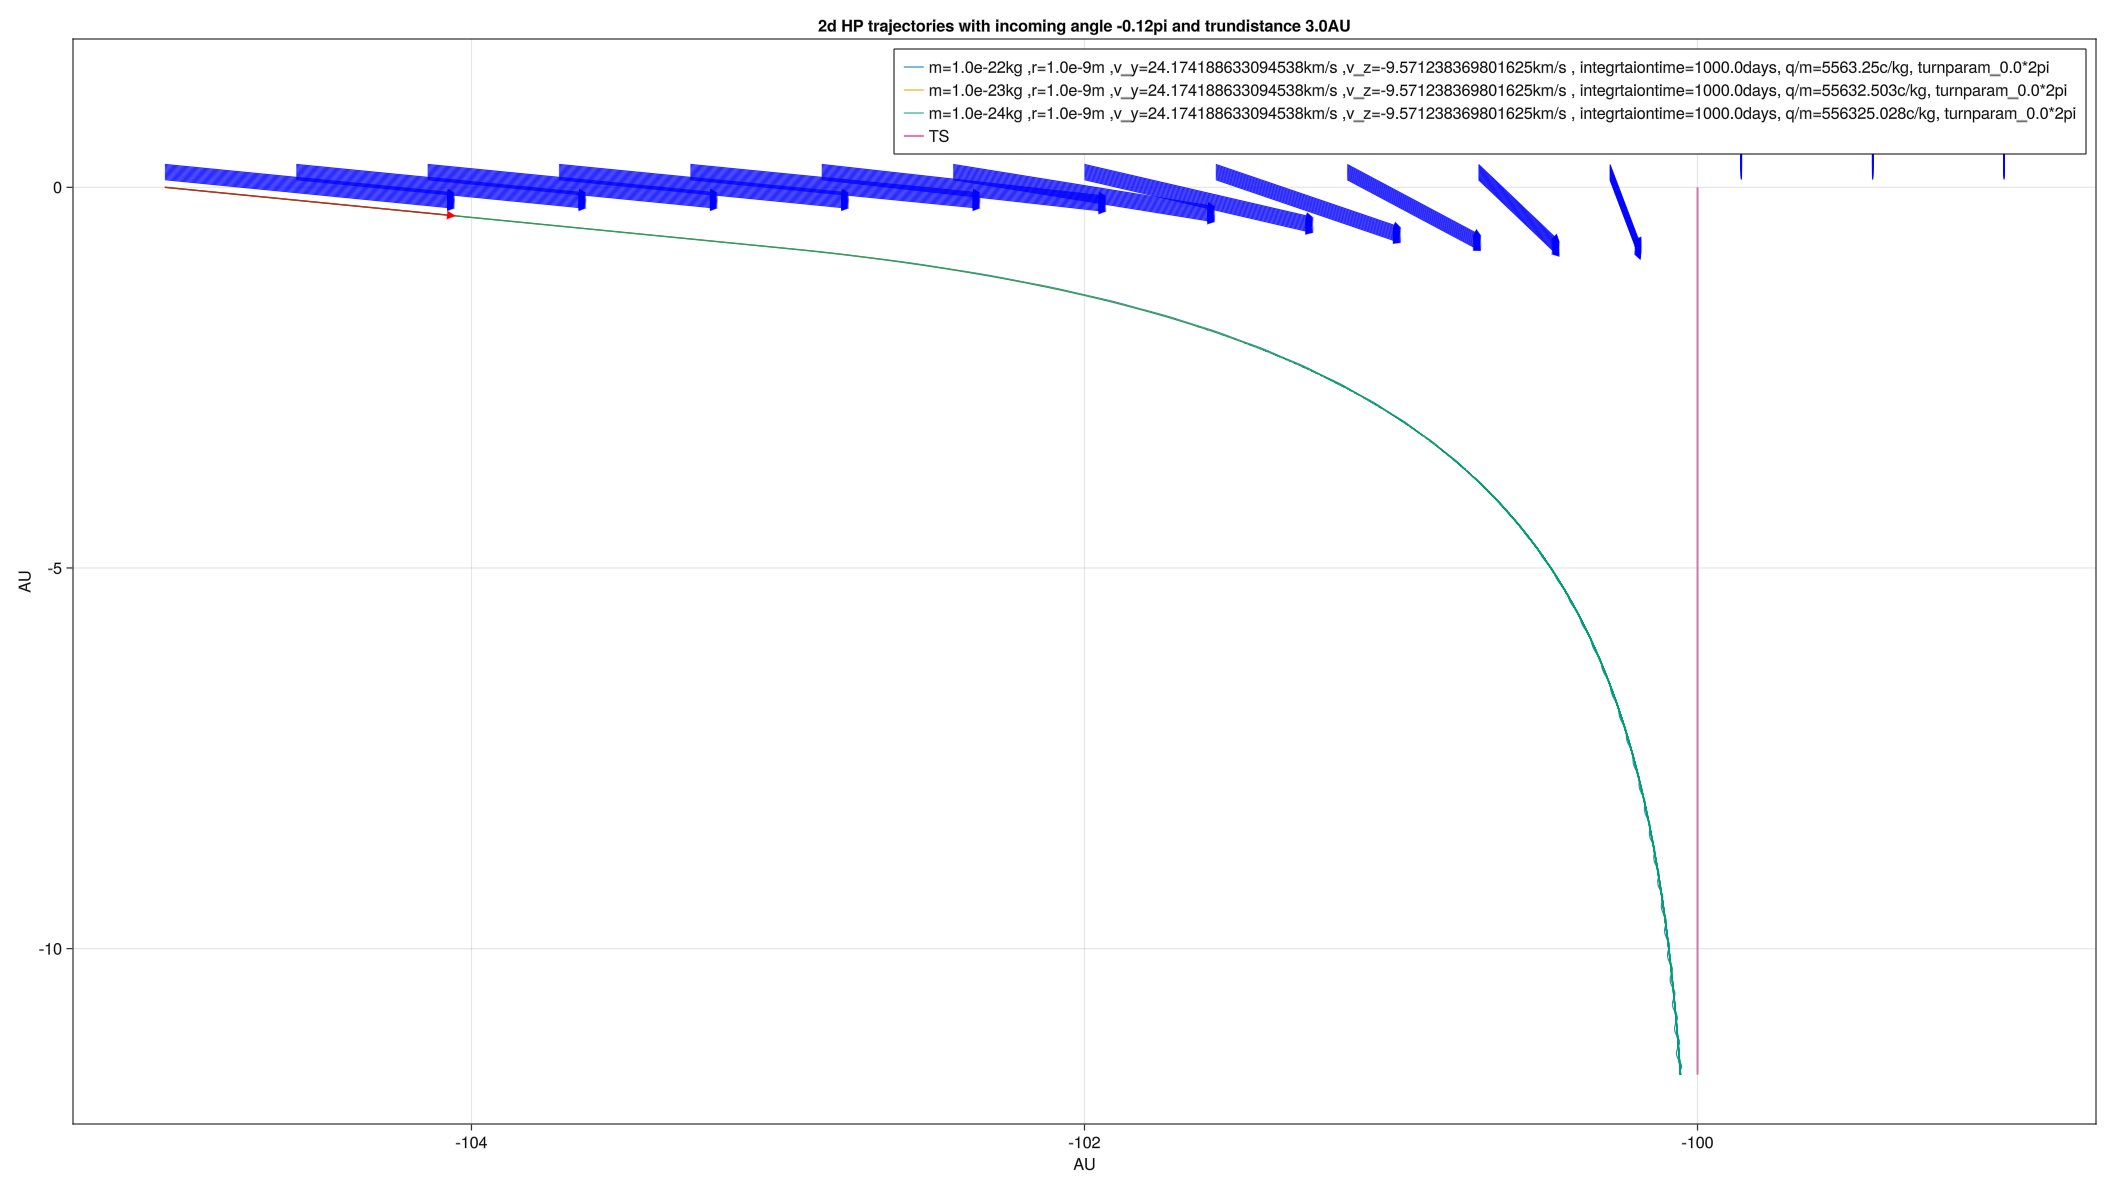 2d HP trajectories with incoming angle -0.12pi and trundistance 3.0AU
m=1.0e-22kg ,r=1.0e-9m ,v_y=24.174188633094538km/s ,v_z=-9.571238369801625km/s , integrtaiontime=1000.0days, q/m=5563.25c/kg, turnparam_0.0*2pi
m=1.0e-23kg ,r=1.0e-9m ,v_y=24.174188633094538km/s ,v_z=-9.571238369801625km/s , integrtaiontime=1000.0days, q/m=55632.503c/kg, turnparam_0.0*2pi
m=1.0e-24kg ,r=1.0e-9m ,v_y=24.174188633094538km/s ,v_z=-9.571238369801625km/s , integrtaiontime=1000.0days, q/m=556325.028c/kg, turnparam_0.0*2pi
TS
0
-5
-10
AU
-104
-102
-100
AU